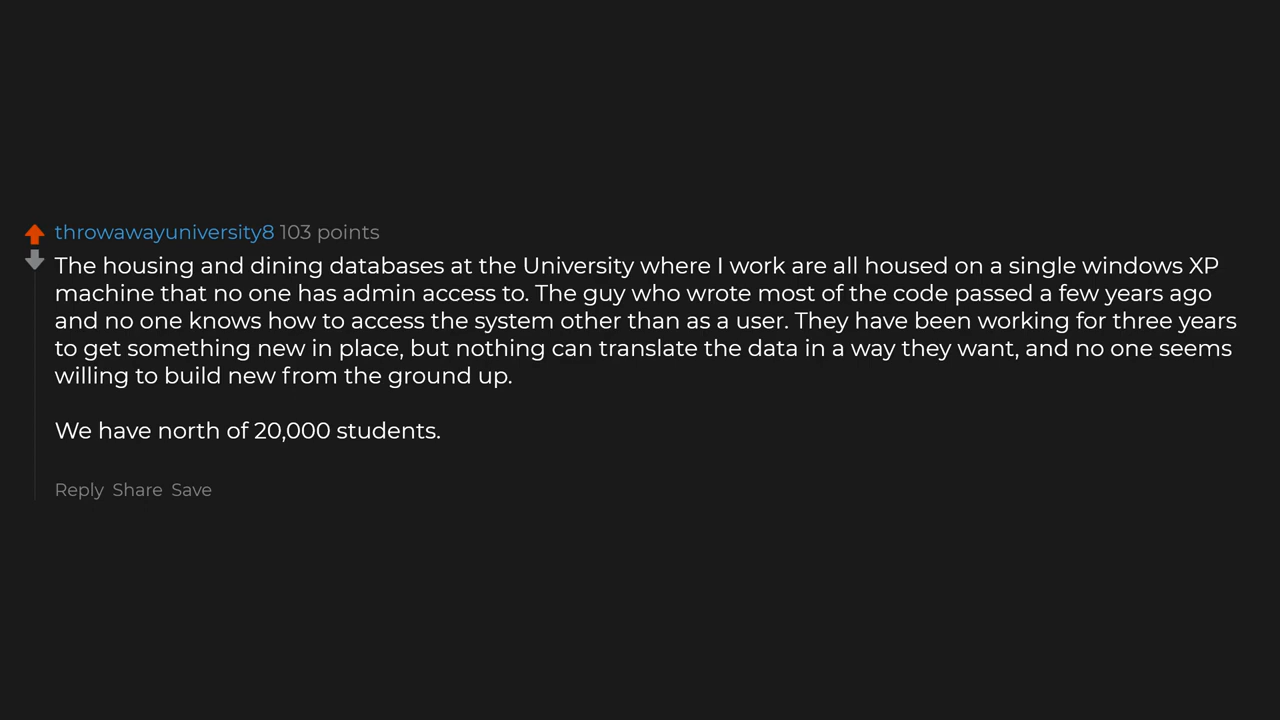 throwawayuniversity8 103 points
The housing and dining databases at the University where I work are all housed on a single windows XP
machine that no one has admin access to. The guy who wrote most of the code passed a few years ago
and no one knows how to access the system other than as a user. They have been working for three years
to get something new in place, but nothing can translate the data in a way they want, and no one seems
willing to build new from the ground up.
We have north of 20,000 students.
Reply Share Save